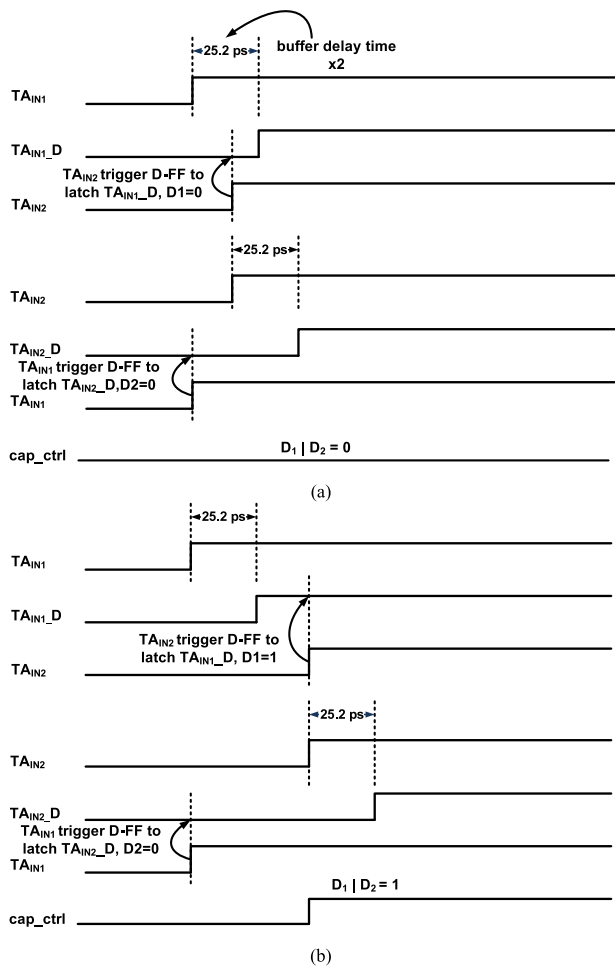 25.2 ps
buffer delay time
x2
TAIN1
TAIN1_D
TAIN2 trigger D-FF to
latch TAIN1_D, D1=0
TAIN2
25.2 ps
TAIN2
TAIN2_D
TAIN1 trigger D-FF to
latch TAIN2_D,D2=0
TAIN1
cap_ctrl
D1 | D2 = 0
(a)
25.2 ps
TAIN1
TAIN1_D
TAIN2 trigger D-FF to
latch TAIN1_D, D1=1
TAIN2
25.2 ps
TAIN2
TAIN2_D
TAIN1 trigger D-FF to
latch TAIN2_D, D2=0
TAIN1
D1 | D2 = 1
cap_ctrl
(b)